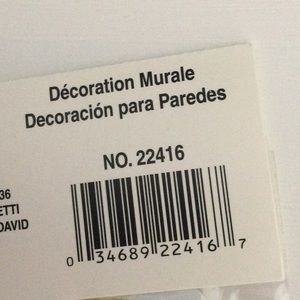 Décoration Murale
Decoración para Paredes
NO. 22416
36
ETTI
DAVID
0 34689 22416 7